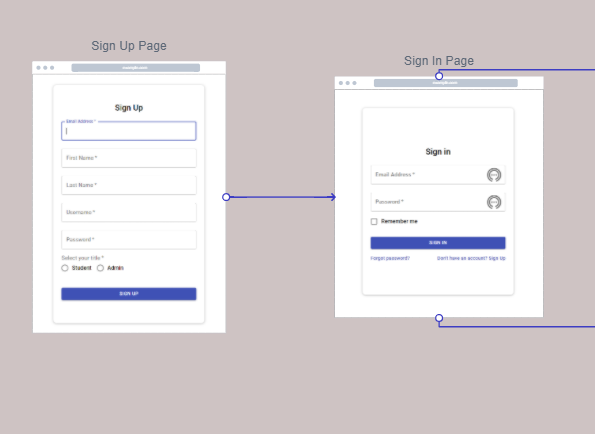 Sign Up Page
Sign Up
Email Address *
First Name *
Last Name *
Username *
Password *
Select your title *
Student
Admin
SIGN UP
Sign In Page
Sign in
Email Address *
Password *
Remember me
SIGN IN
Forgot password?
Don't have an account? Sign Up